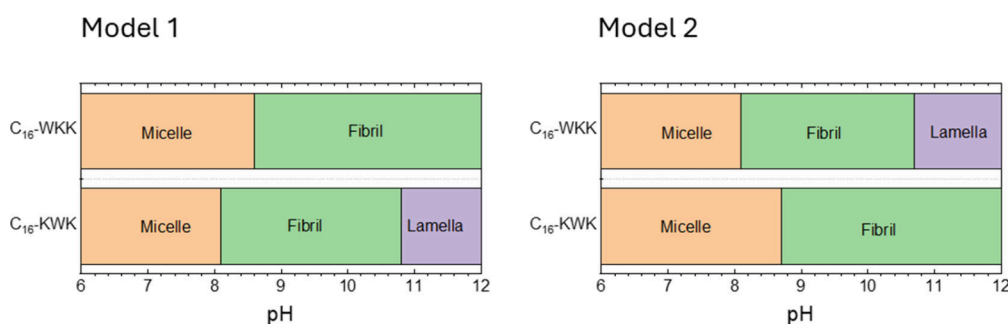 Model 1
C₁₆-WKK
Micelle
Fibril
C₁₆-KWK
Micelle
Fibril
Lamella
6 7 8 9 10 11 12
pH
Model 2
C₁₆-WKK
Micelle
Fibril
Lamella
C₁₆-KWK
Micelle
Fibril
6 7 8 9 10 11 12
pH